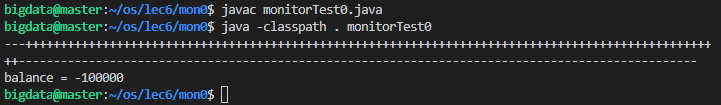 bigdata@master:~/os/lec6/mon0$ javac monitorTest0.java
bigdata@master:~/os/lec6/mon0$ java -classpath . monitorTest0
---++++++++++++++++++++++++++++++++++++++++++++++++++++++++++++++++++++++++++++++++++++++++++++++++++
++-------------------------------------------------------------------------------------------------
balance = -100000
bigdata@master:~/os/lec6/mon0$